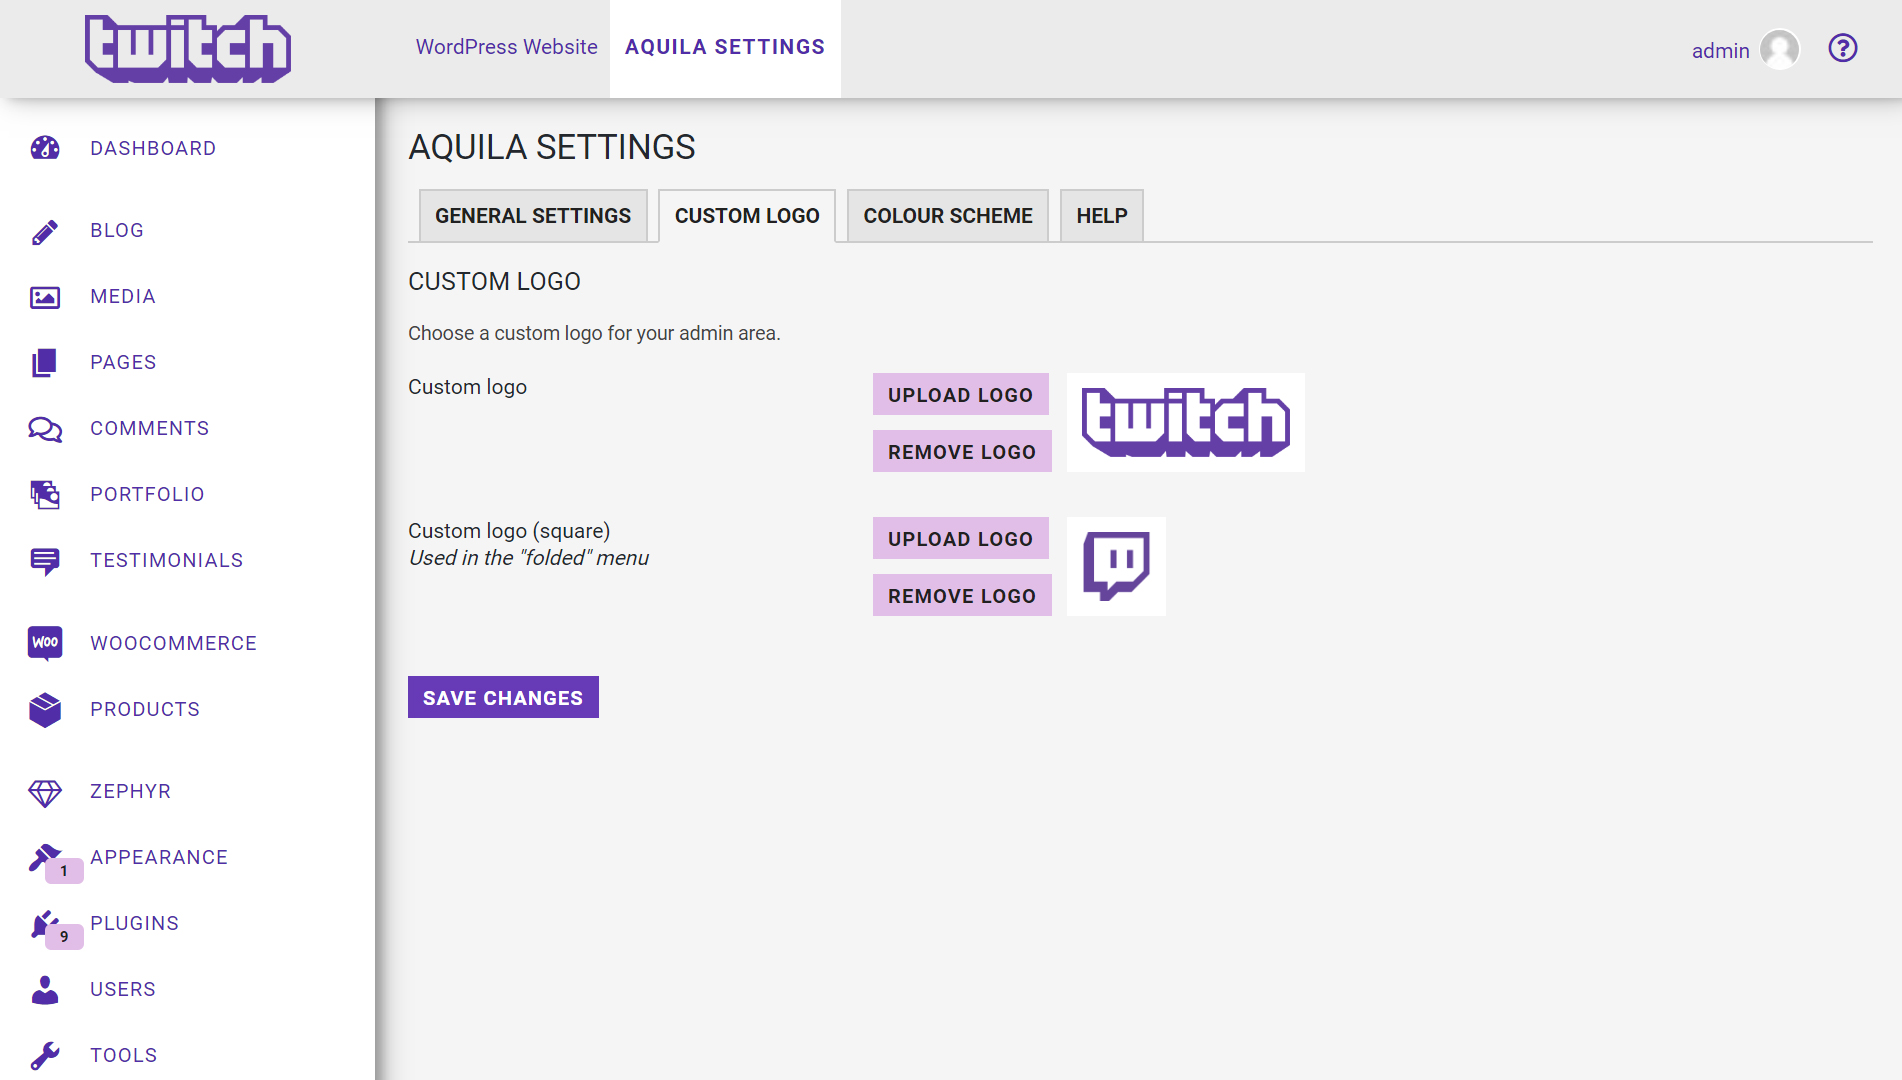 twitch
WordPress Website
AQUILA SETTINGS
admin
?
DASHBOARD
BLOG
MEDIA
PAGES
COMMENTS
PORTFOLIO
TESTIMONIALS
Woo
WOOCOMMERCE
PRODUCTS
ZEPHYR
APPEARANCE
1
PLUGINS
9
USERS
TOOLS
AQUILA SETTINGS
GENERAL SETTINGS
CUSTOM LOGO
COLOUR SCHEME
HELP
CUSTOM LOGO
Choose a custom logo for your admin area.
Custom logo
UPLOAD LOGO
REMOVE LOGO
twitch
Custom logo (square)
Used in the "folded" menu
UPLOAD LOGO
REMOVE LOGO
SAVE CHANGES